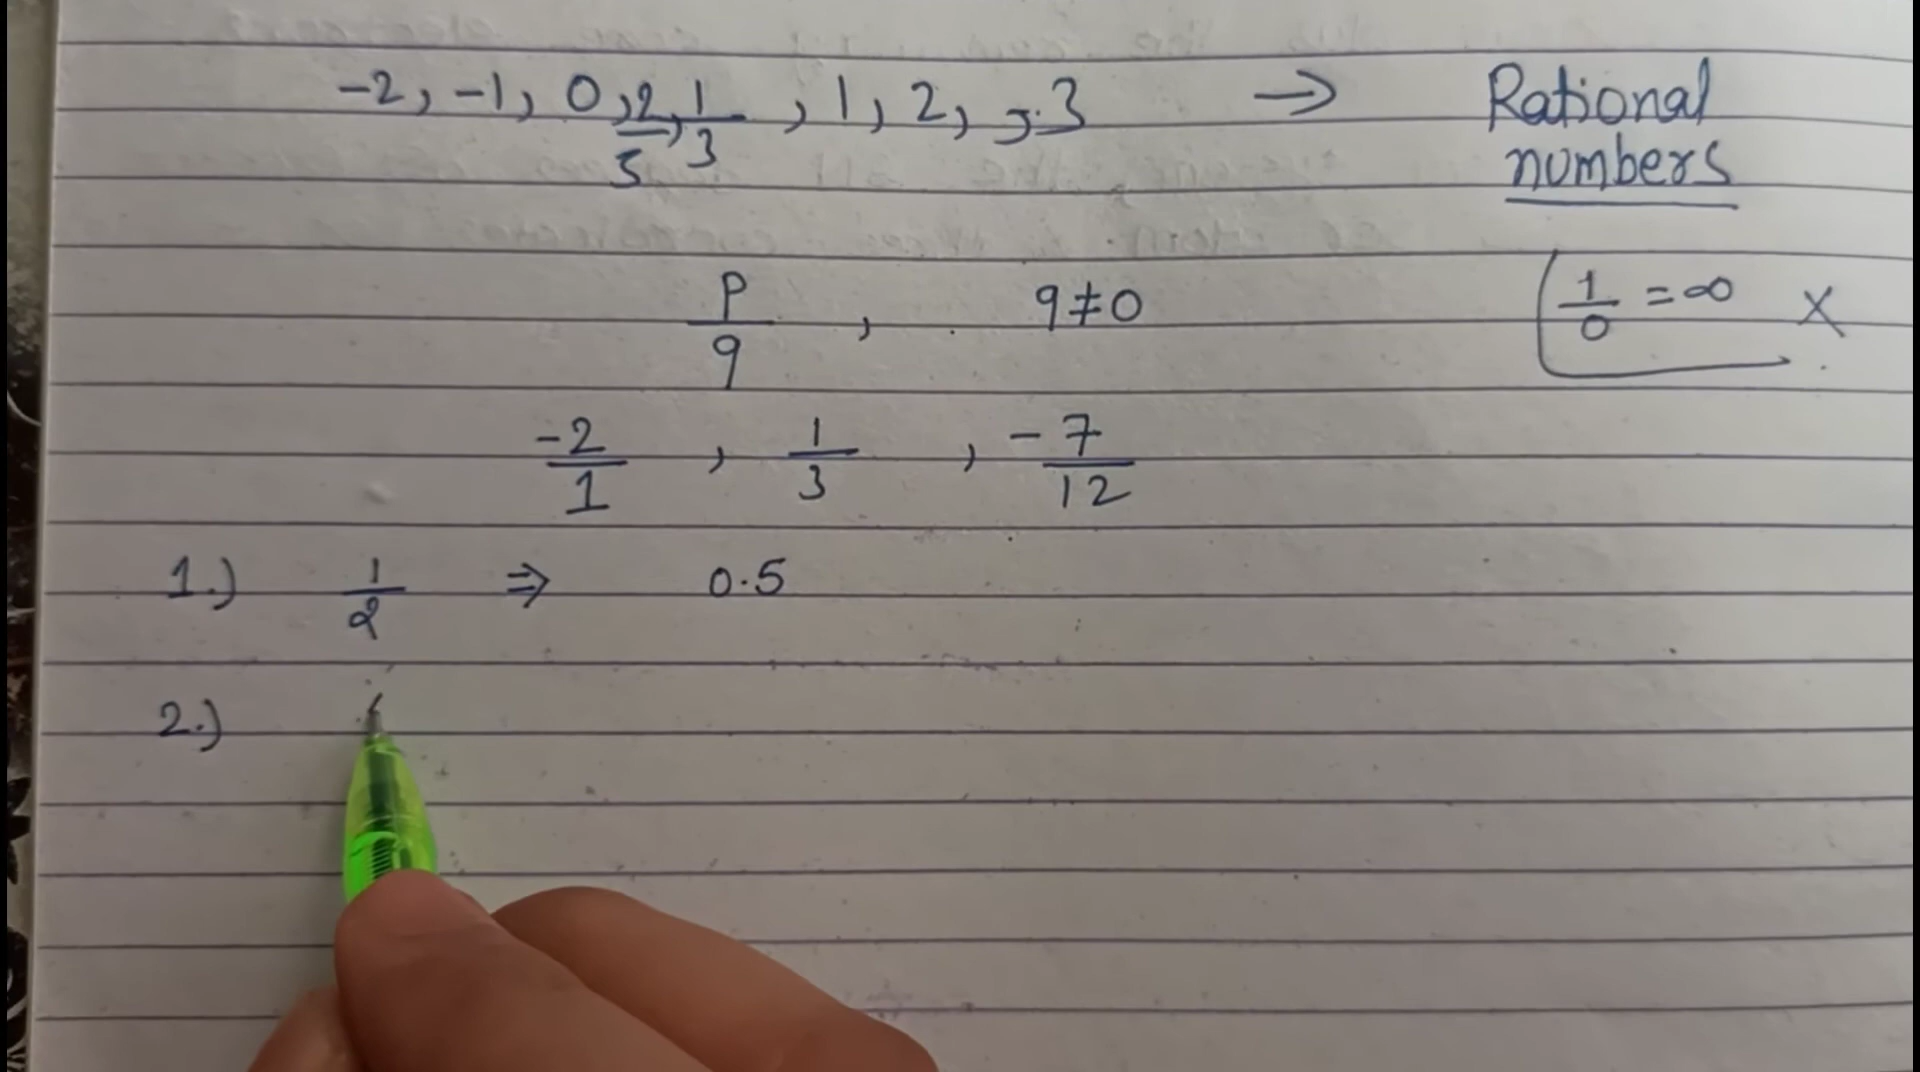 -2, -1, 0, 2/5, 1/3, 1, 2, 3 → Rational
numbers
P/q, q≠0
1/0 = ∞ X
-2/1, 1/3, -7/12
1.) 1/2 ⇒ 0.5
2.)